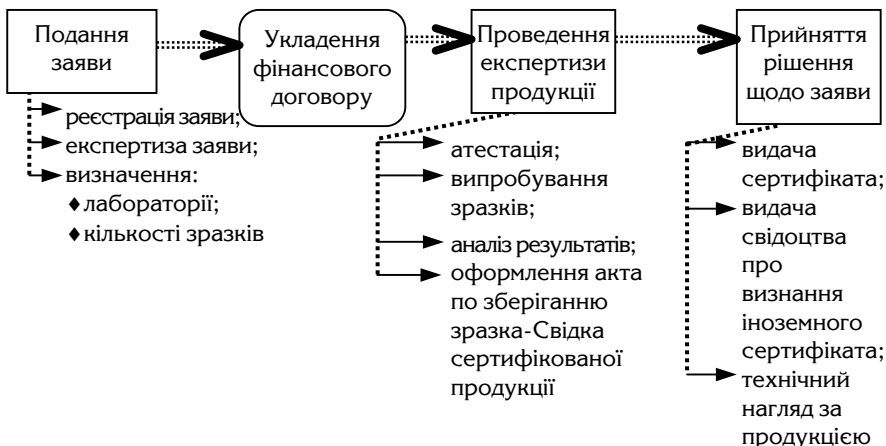 Подання
заяви
Укладення
фінансового
договору
Проведення
експертизи
продукції
Прийняття
рішення
щодо заяви
реєстрація заяви;
експертиза заяви;
визначення:
♦ лабораторії;
♦ кількості зразків
атестація;
випробування
зразків;
аналіз результатів;
оформлення акта
по зберіганню
зразка-Свідка
сертифікованої
продукції
видача
сертифіката;
видача
свідоцтва
про
визнання
іноземного
сертифіката;
технічний
нагляд за
продукцією